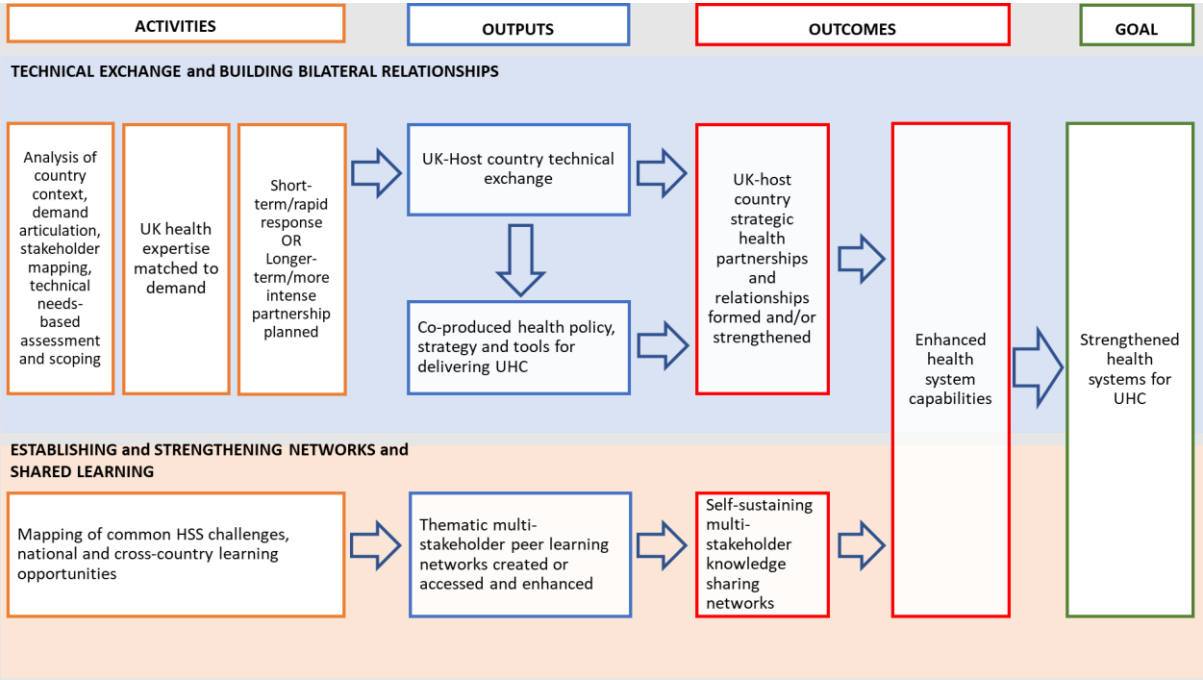 ACTIVITIES
OUTPUTS
OUTCOMES
GOAL
TECHNICAL EXCHANGE and BUILDING BILATERAL RELATIONSHIPS
Analysis of
country
context,
demand
articulation,
stakeholder
mapping,
technical
needs-
based
assessment
and scoping
UK health
expertise
matched to
demand
Short-
term/rapid
response
OR
Longer-
term/more
intense
partnership
planned
UK-Host country technical
exchange
Co-produced health policy,
strategy and tools for
delivering UHC
UK-host
country
strategic
health
partnerships
and
relationships
formed and/or
strengthened
Enhanced
health
system
capabilities
Strengthened
health
systems for
UHC
ESTABLISHING and STRENGTHENING NETWORKS and
SHARED LEARNING
Mapping of common HSS challenges,
national and cross-country learning
opportunities
Thematic multi-
stakeholder peer learning
networks created or
accessed and enhanced
Self-sustaining
multi-
stakeholder
knowledge
sharing
networks